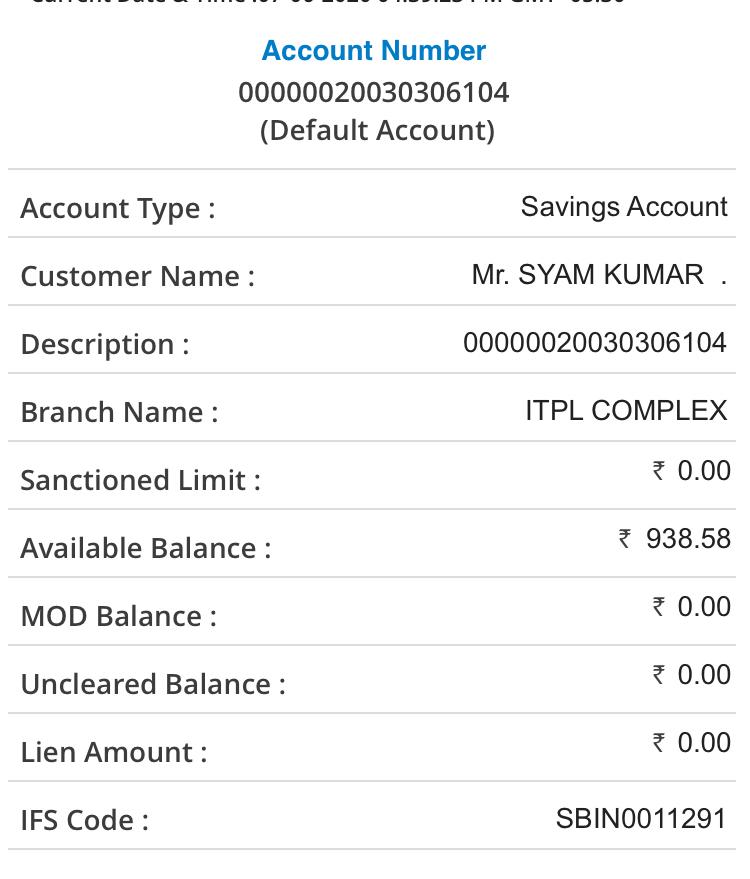 Account Number
00000020030306104
(Default Account)
Account Type : Savings Account
Customer Name : Mr. SYAM KUMAR .
Description : 00000020030306104
Branch Name : ITPL COMPLEX
Sanctioned Limit : ₹ 0.00
Available Balance : ₹ 938.58
MOD Balance : ₹ 0.00
Uncleared Balance : ₹ 0.00
Lien Amount : ₹ 0.00
IFS Code : SBIN0011291